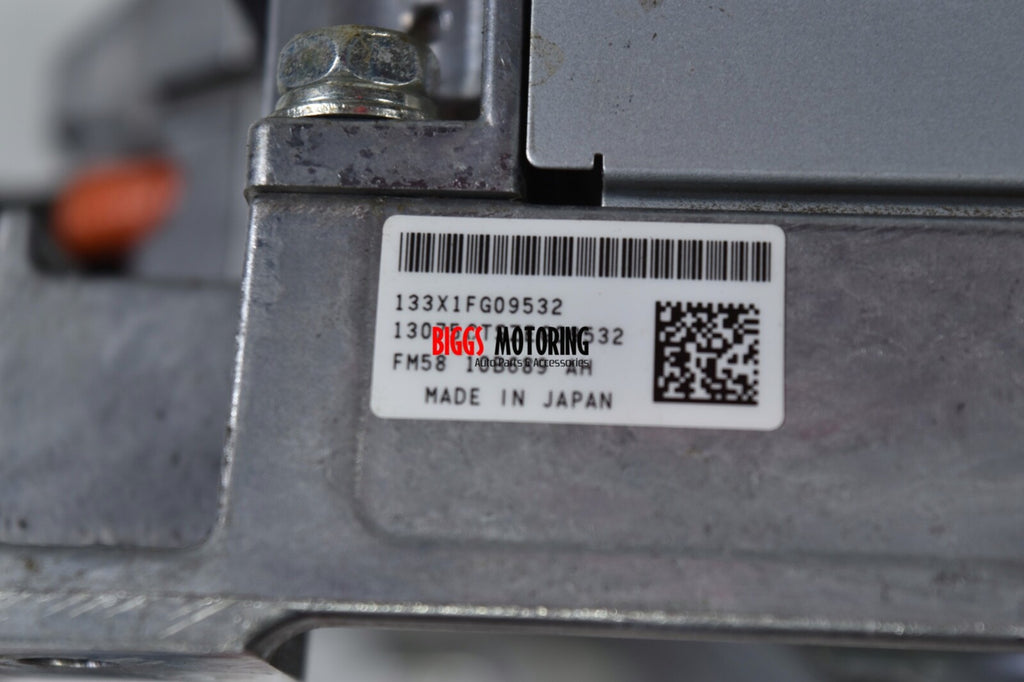 133X1FG09532
BIGGS MOTORING
Auto Parts & Accessories
FM58
MADE IN JAPAN